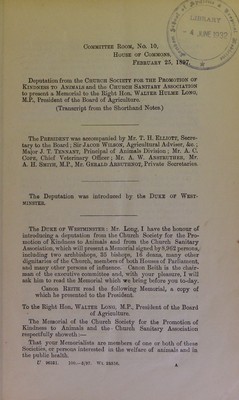 LIBRARY
4 JUNE 1982
COMMITTEE ROOM, No. 10,
HOUSE OF COMMONS,
FEBRUARY 25, 1897.
Deputation from the CHURCH SOCIETY FOR THE PROMOTION OF
KINDNESS TO ANIMALS and the CHURCH SANITARY ASSOCIATION
to present a Memorial to the Right Hon. WALTER HULME LONG,
M.P., President of the Board of Agriculture.
(Transcript from the Shorthand Notes.)
The PRESIDENT was accompanied by Mr. T. H. ELLIOTT, Secre-
tary to the Board; Sir JACOB WILSON, Agricultural Adviser, &c.;
Major J. T. TENNANT, Principal of Animals Division; Mr. A. C.
COPE, Chief Veterinary Officer; Mr. A. W. ANSTRUTHER, Mr.
A. H. SMITH, M.P., Mr. GERALD ARBUTHNOT, Private Secretaries.
The Deputation was introduced by the DUKE OF WEST-
MINSTER.
The DUKE OF WESTMINSTER: Mr. Long, I have the honour of
introducing a deputation from the Church Society for the Pro-
motion of Kindness to Animals and from the Church Sanitary
Association, which will present a Memorial signed by 8,962 persons,
including two archbishops, 35 bishops, 16 deans, many other
dignitaries of the Church, members of both Houses of Parliament,
and many other persons of influence. Canon Reith is the chair-
man of the executive committee and, with your pleasure, I will
ask him to read the Memorial which we bring before you to-day.
CANON REITH read the following Memorial, a copy of
which he presented to the President.
To the Right Hon. WALTER LONG, M.P., President of the Board
of Agriculture.
The Memorial of the Church Society for the Promotion of
Kindness to Animals and the Church Sanitary Association
respectfully showeth:—
That your Memorialists are members of one or both of these
Societies, or persons interested in the welfare of animals and in
the public health.
A